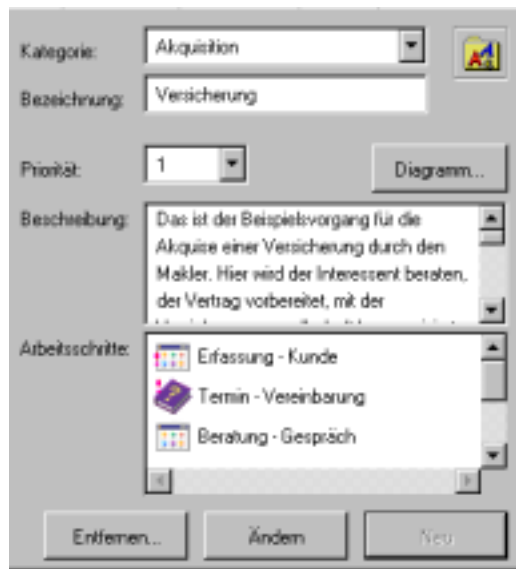 Kategorie: Akquisition
Bezeichnung: Versicherung
Priorität: 1 Diagramm...
Beschreibung: Das ist der Beispielsvorgang für die
Akquise einer Versicherung durch den
Makler. Hier wird der Interessent beraten,
der Vertrag vorbereitet, mit der
Arbeitsschritte: Erfassung - Kunde
Termin - Vereinbarung
Beratung - Gespräch
Entfernen... Ändern Neu